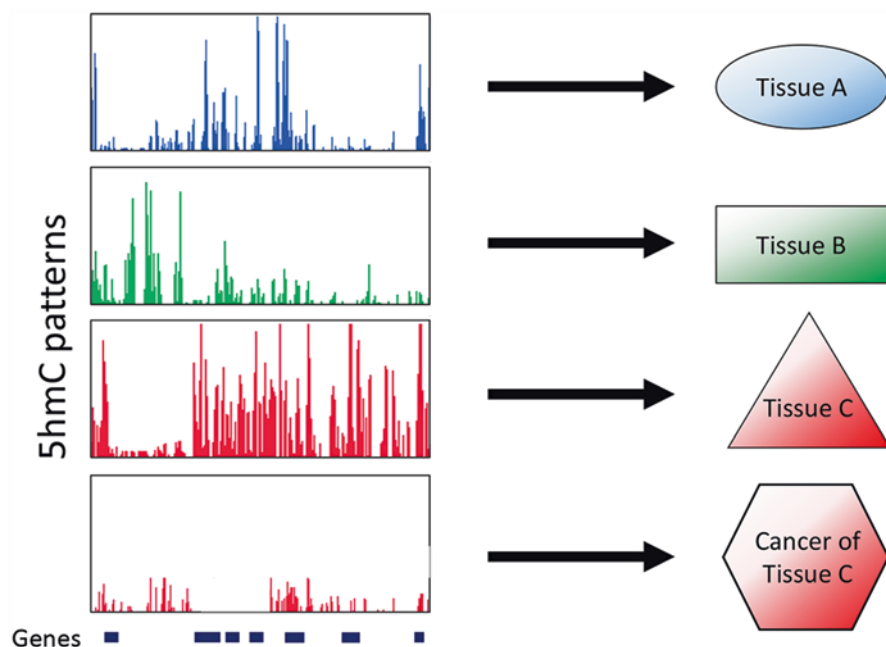 5hmC patterns
Tissue A
Tissue B
Tissue C
Cancer of
Tissue C
Genes